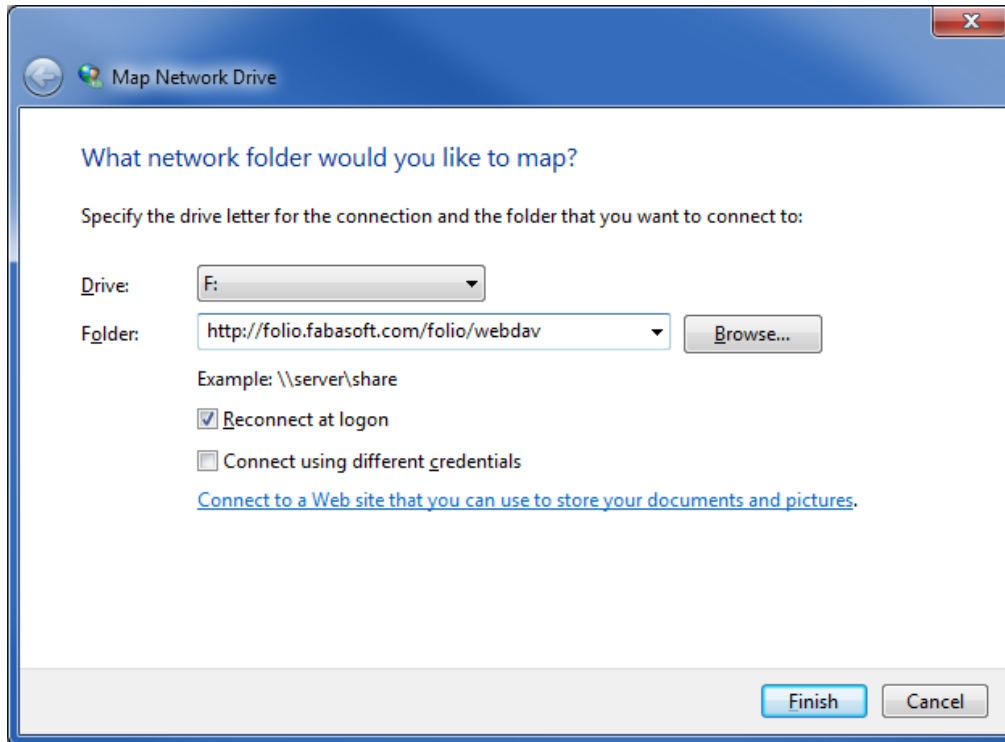 Map Network Drive
What network folder would you like to map?
Specify the drive letter for the connection and the folder that you want to connect to:
Drive: F:
Folder: http://folio.fabasoft.com/folio/webdav Browse...
Example: \\server\share
Reconnect at logon
Connect using different credentials
Connect to a Web site that you can use to store your documents and pictures.
Finish Cancel